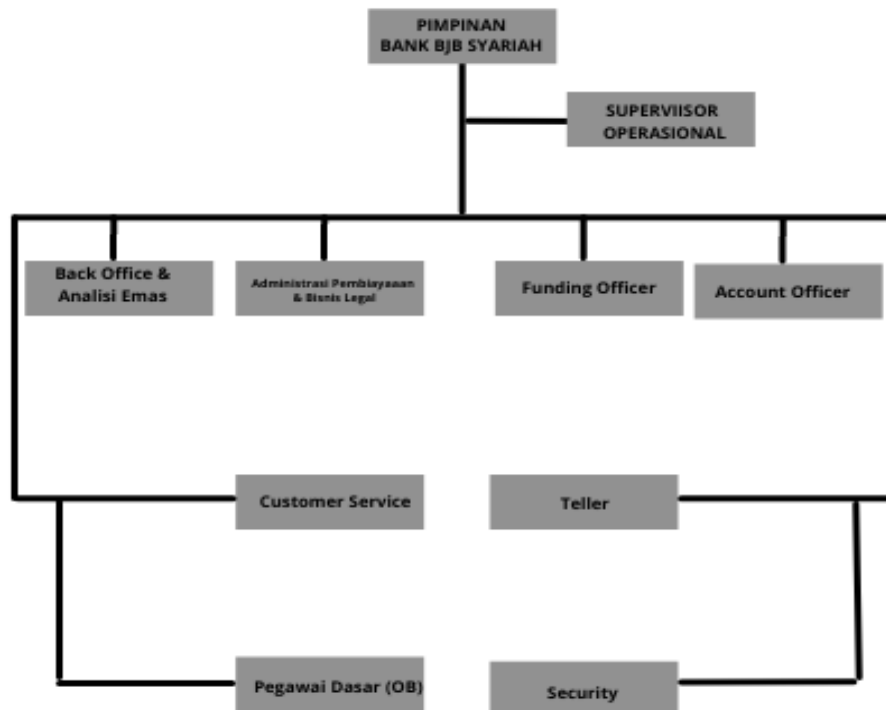 PIMPINAN
BANK BJB SYARIAH
SUPERVIISOR
OPERASIONAL
Back Office &
Analisi Emas
Administrasi Pembiayaaan
& Bisnis Legal
Funding Officer
Account Officer
Customer Service
Teller
Pegawai Dasar (OB)
Security